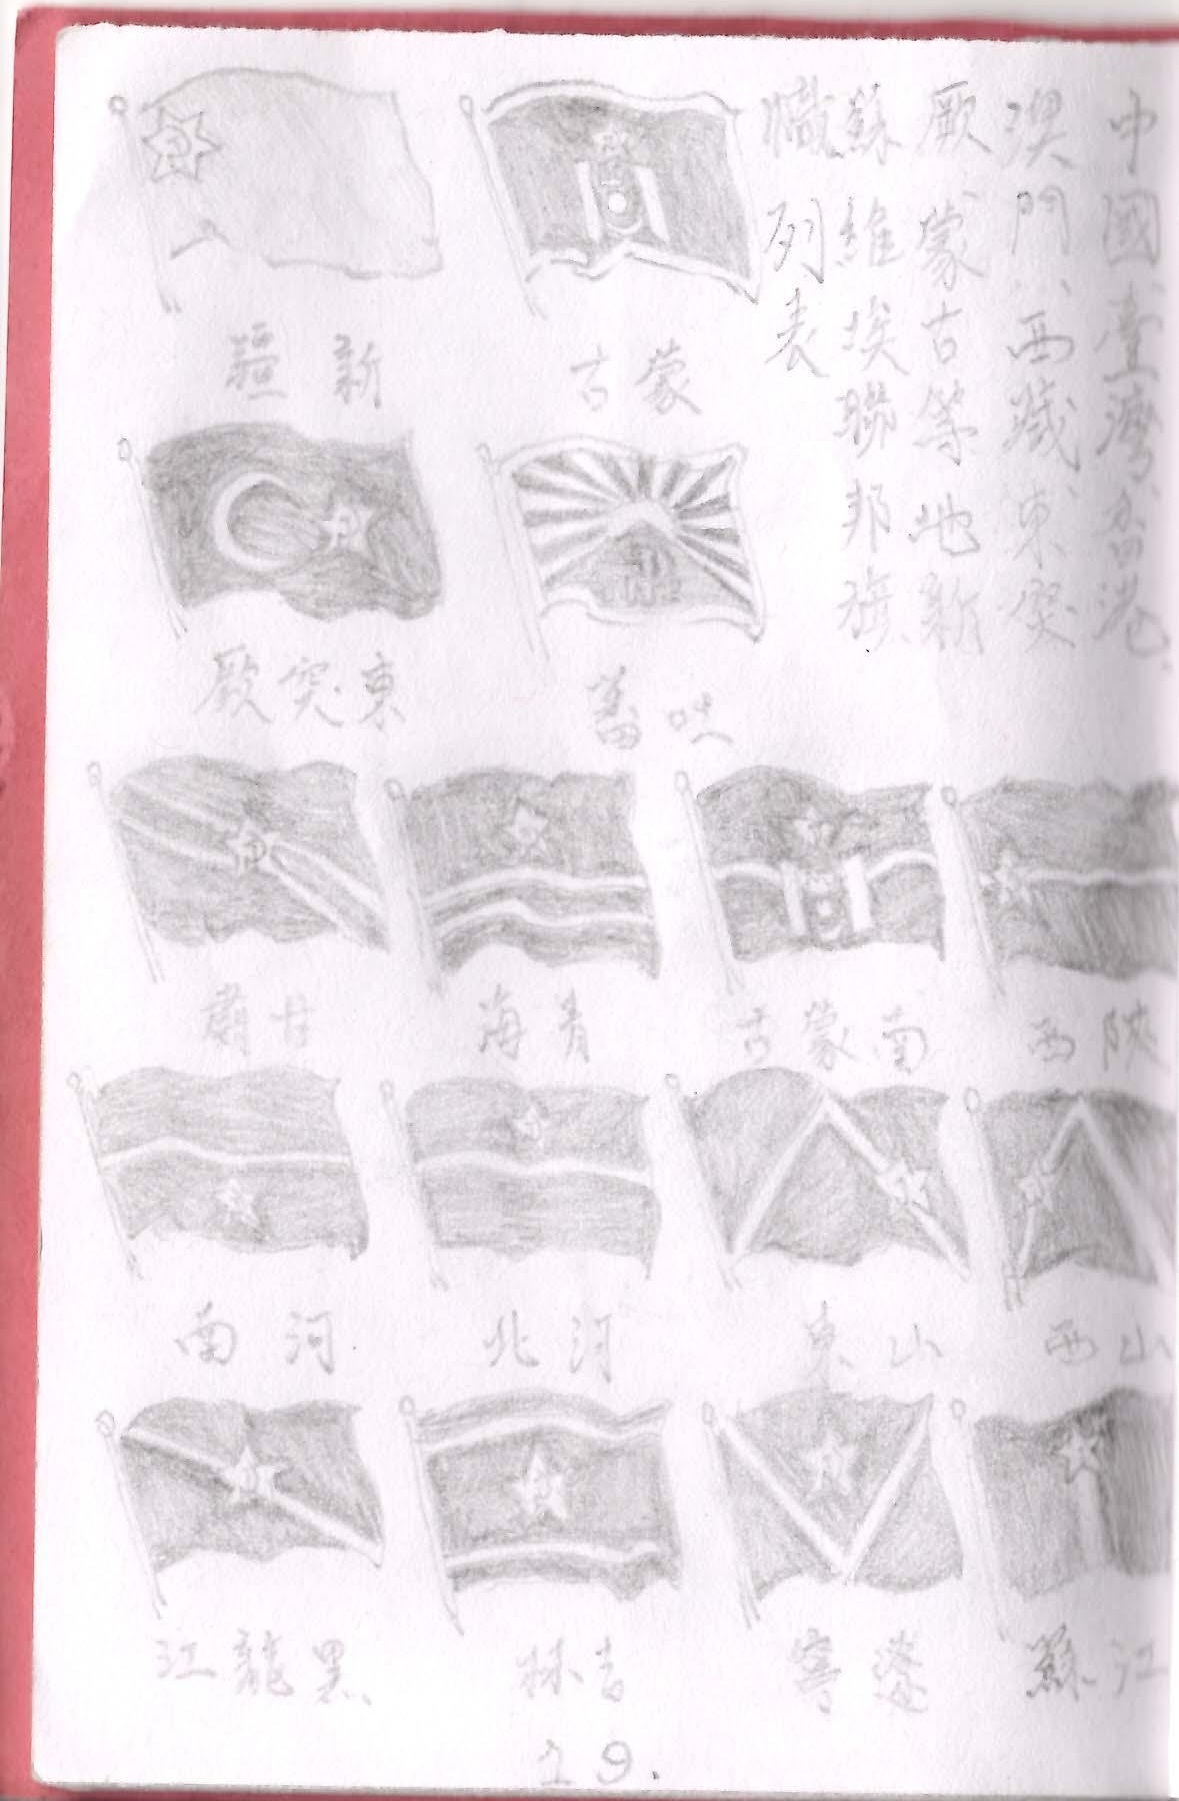 中國、臺灣、香港、
澳門、西藏、東突
厥、蒙古等地新
蘇維埃聯邦旗、
幟列表
蒙古
新疆
吐蕃
東突厥
陝西
南蒙古
青海
甘肅
山西
山東
河北
河南
江蘇
遼寧
吉林
黑龍江
19.